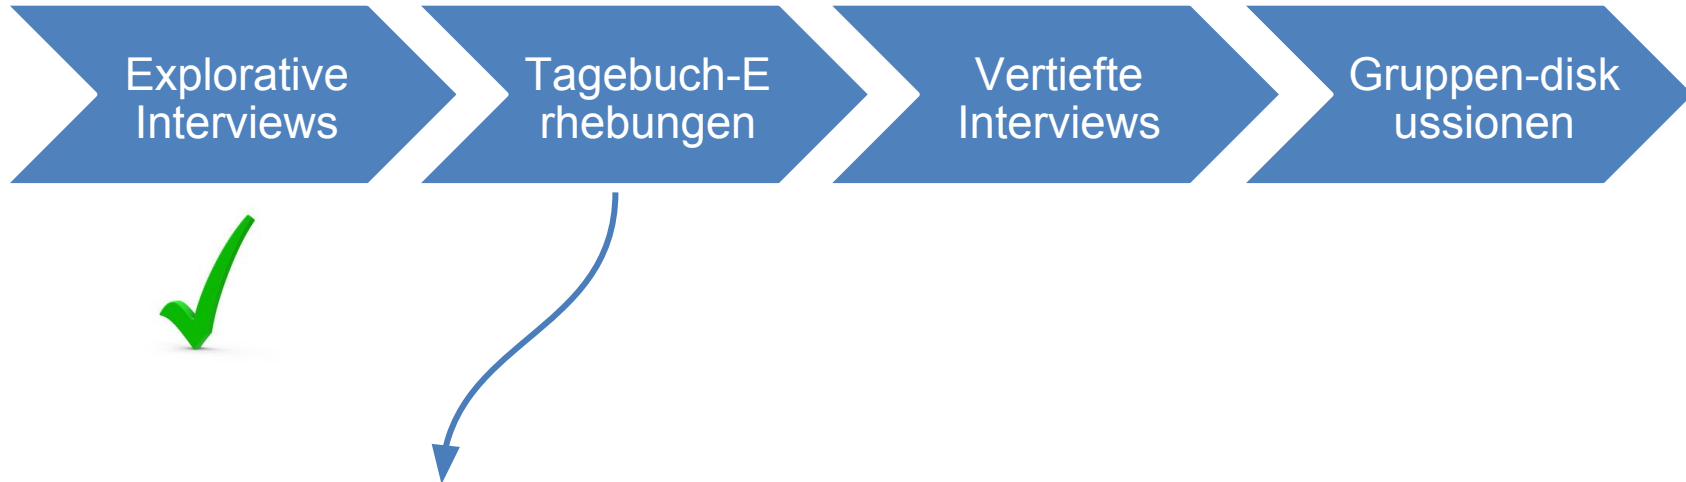 Explorative
Interviews
Tagebuch-E
rhebungen
Vertiefte
Interviews
Gruppen-disk
ussionen